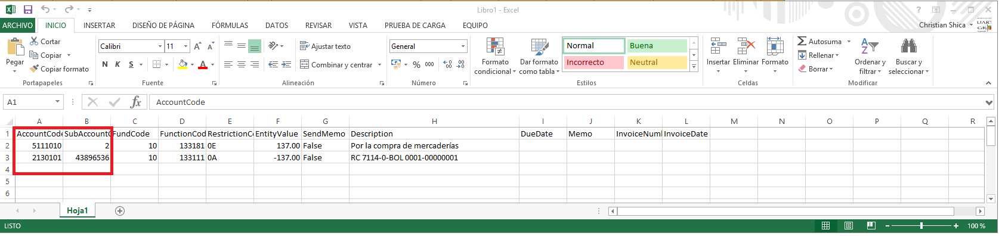 Libro1 - Excel
ARCHIVO INICIO INSERTAR DISEÑO DE PÁGINA FÓRMULAS DATOS REVISAR VISTA PRUEBA DE CARGA EQUIPO Christian Shica
Pegar
Cortar
Copiar
Copiar formato
Portapapeles
Calibri 11
N K S
Fuente
Ajustar texto
Combinar y centrar
Alineación
General
% 000
Número
Formato condicional
Dar formato como tabla
Normal Buena
Incorrecto Neutral
Estilos
Insertar Eliminar Formato
Celdas
Autosuma
Rellenar
Borrar
Ordenar y filtrar
Buscar y seleccionar
Modificar
A1 AccountCode
A B C D E F G H I J K L M N O P Q R
1 AccountCode SubAccountC FundCode FunctionCod RestrictionCo EntityValue SendMemo Description DueDate Memo InvoiceNuml InvoiceDate
2 5111010 2 10 133181 0E 137.00 False Por la compra de mercaderías
3 2130101 43896536 10 133111 0A -137.00 False RC 7114-0-BOL 0001-00000001
4
5
6
Hoja1
LISTO 100 %